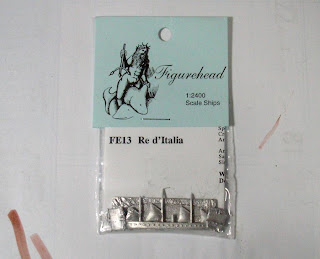 Figurehead
1:2400
Scale Ships
FE13 Re d'Italia